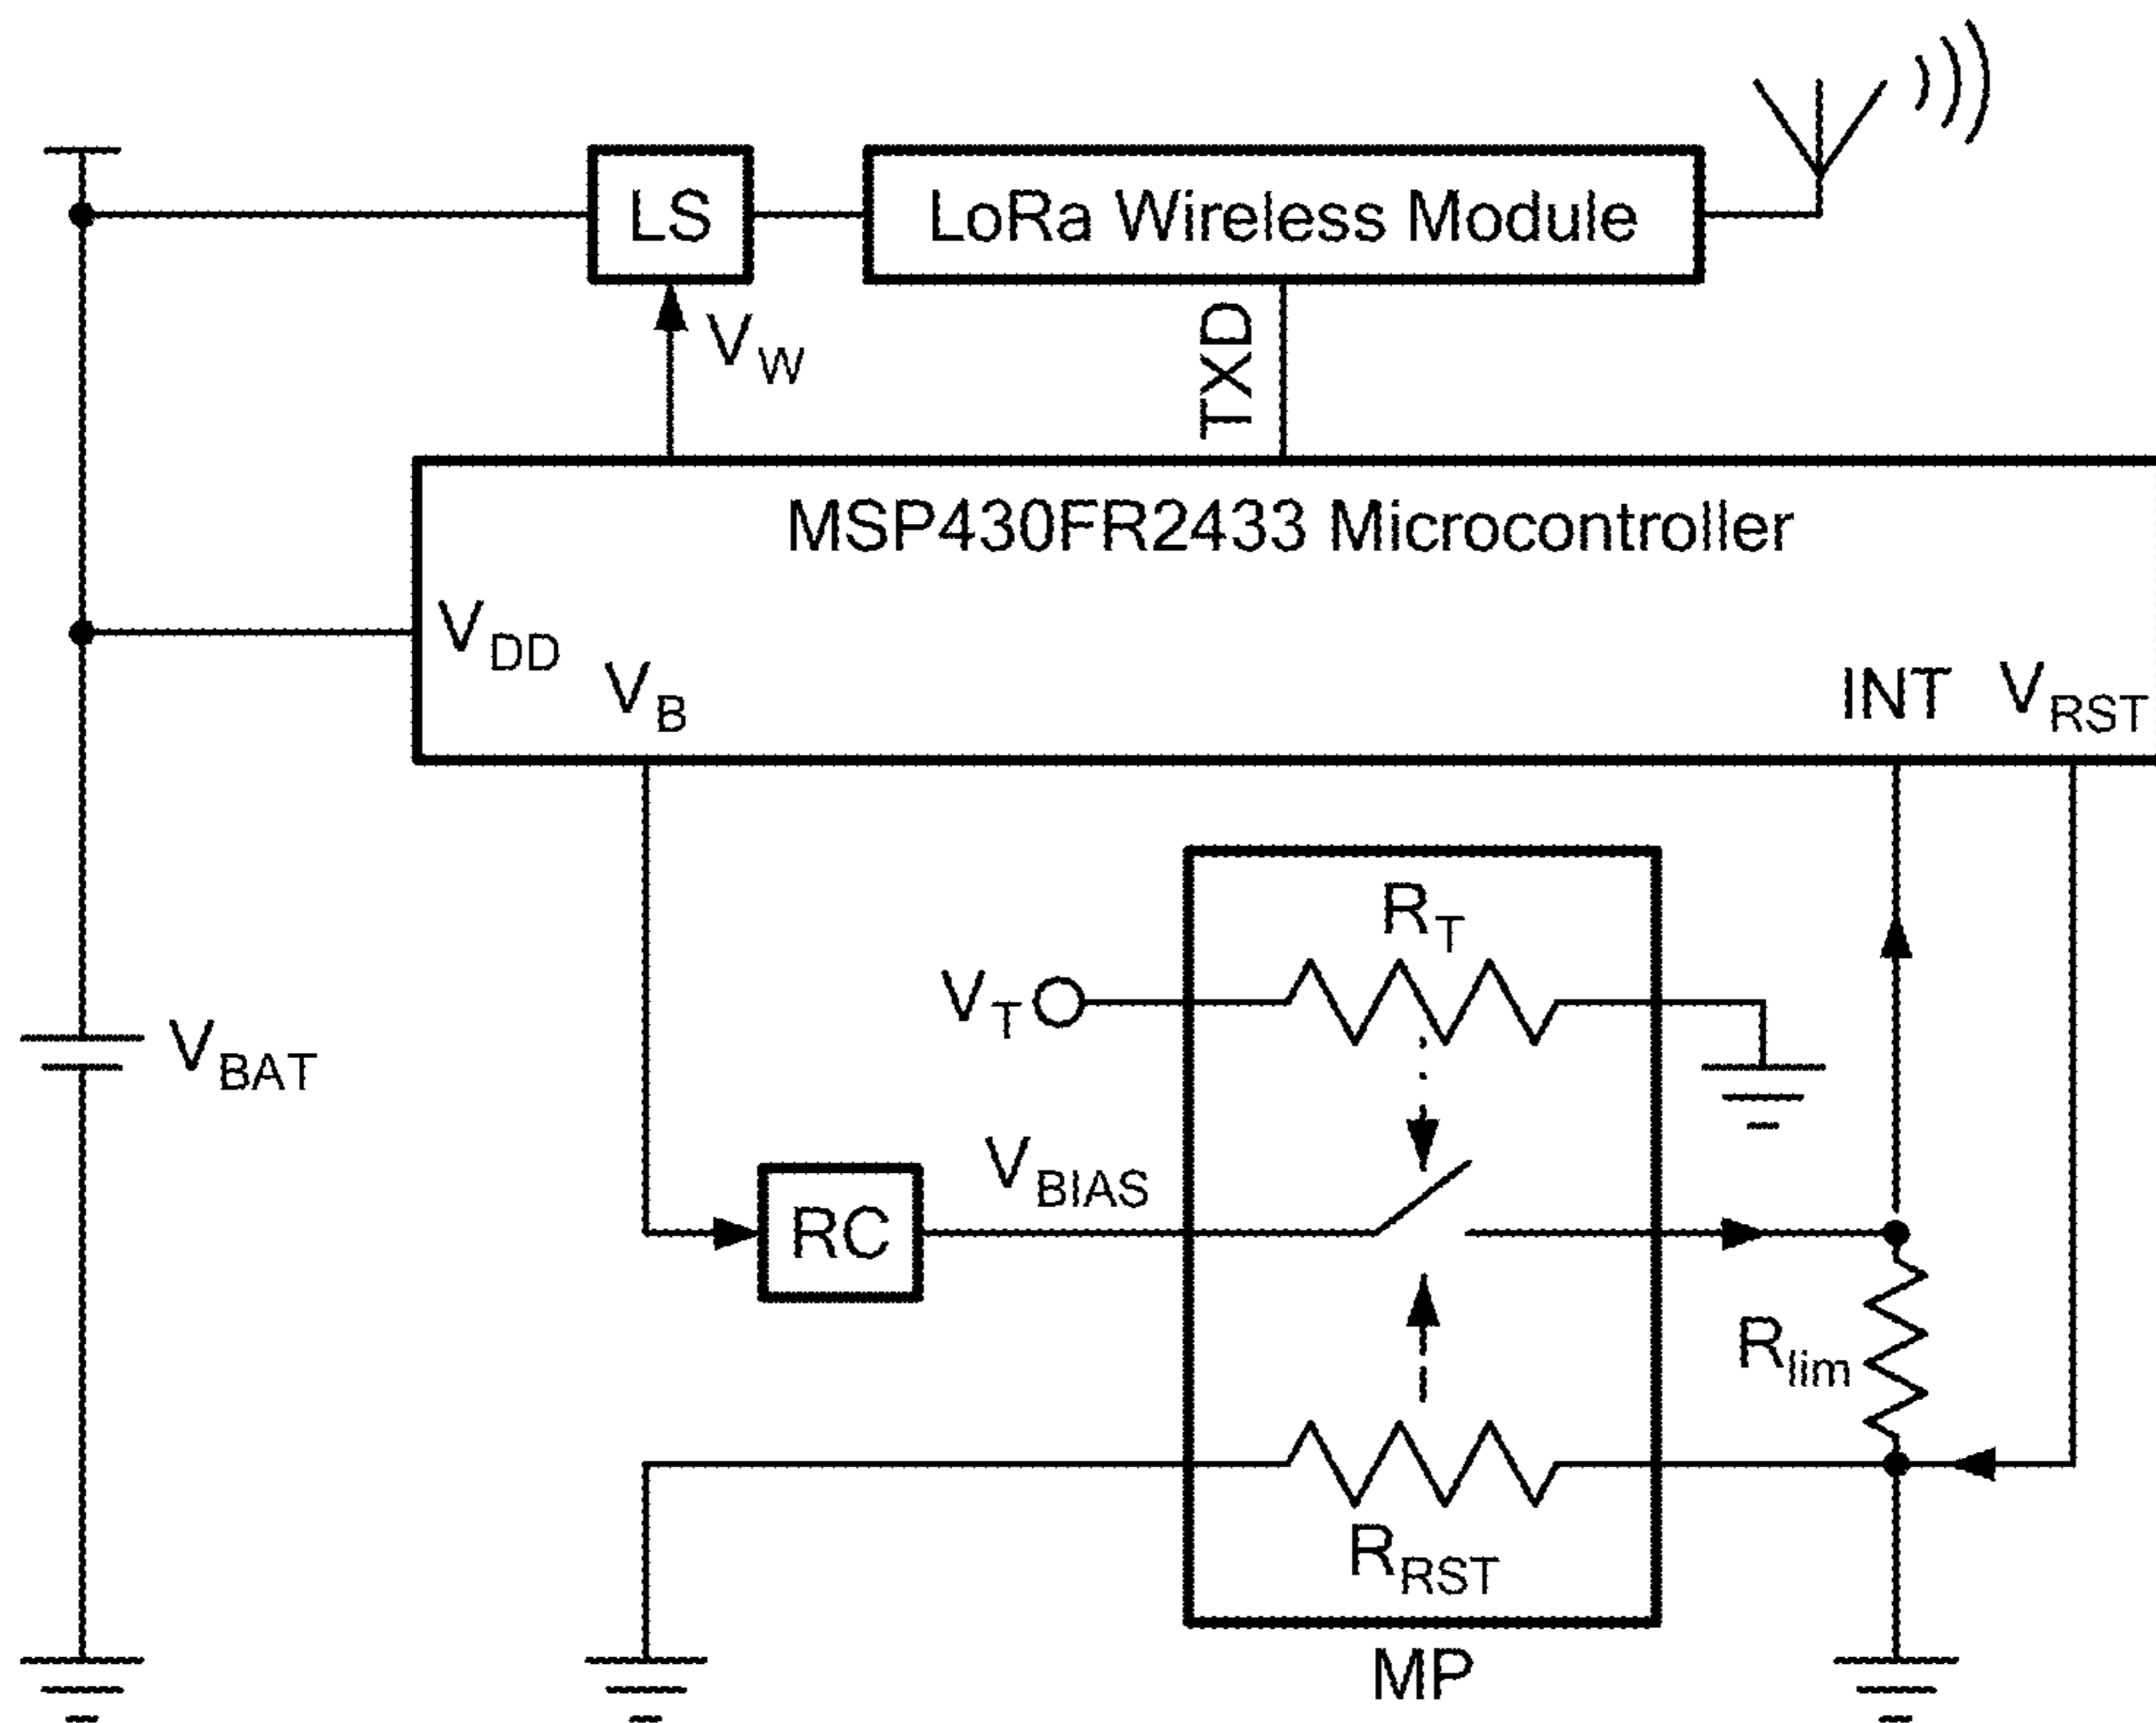 LS
LoRa Wireless Module
V_W
TXD
MSP430FR2433 Microcontroller
V_DD
V_B
INT
V_RST
R_T
V_T
V_BAT
V_BIAS
RC
R_lim
R_RST
MP